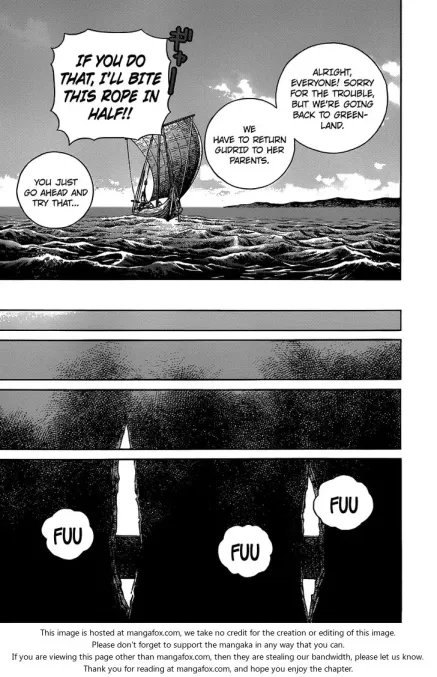 ALRIGHT,
EVERYONE! SORRY
FOR THE TROUBLE,
BUT WE'RE GOING
BACK TO GREEN-
LAND.
WE
HAVE TO RETURN
GUDRID TO HER
PARENTS.
IF YOU DO
THAT, I'LL BITE
THIS ROPE IN
HALF!!
ギャー
YOU JUST
GO AHEAD AND
TRY THAT...
FUU
FUU
FUU
This image is hosted at mangafox.com, we take no credit for the creation or editing of this image.
Please don't forget to support the mangaka in any way that you can.
If you are viewing this page other than mangafox.com, then they are stealing our bandwidth, please let us know.
Thank you for reading at mangafox.com, and hope you enjoy the chapter.